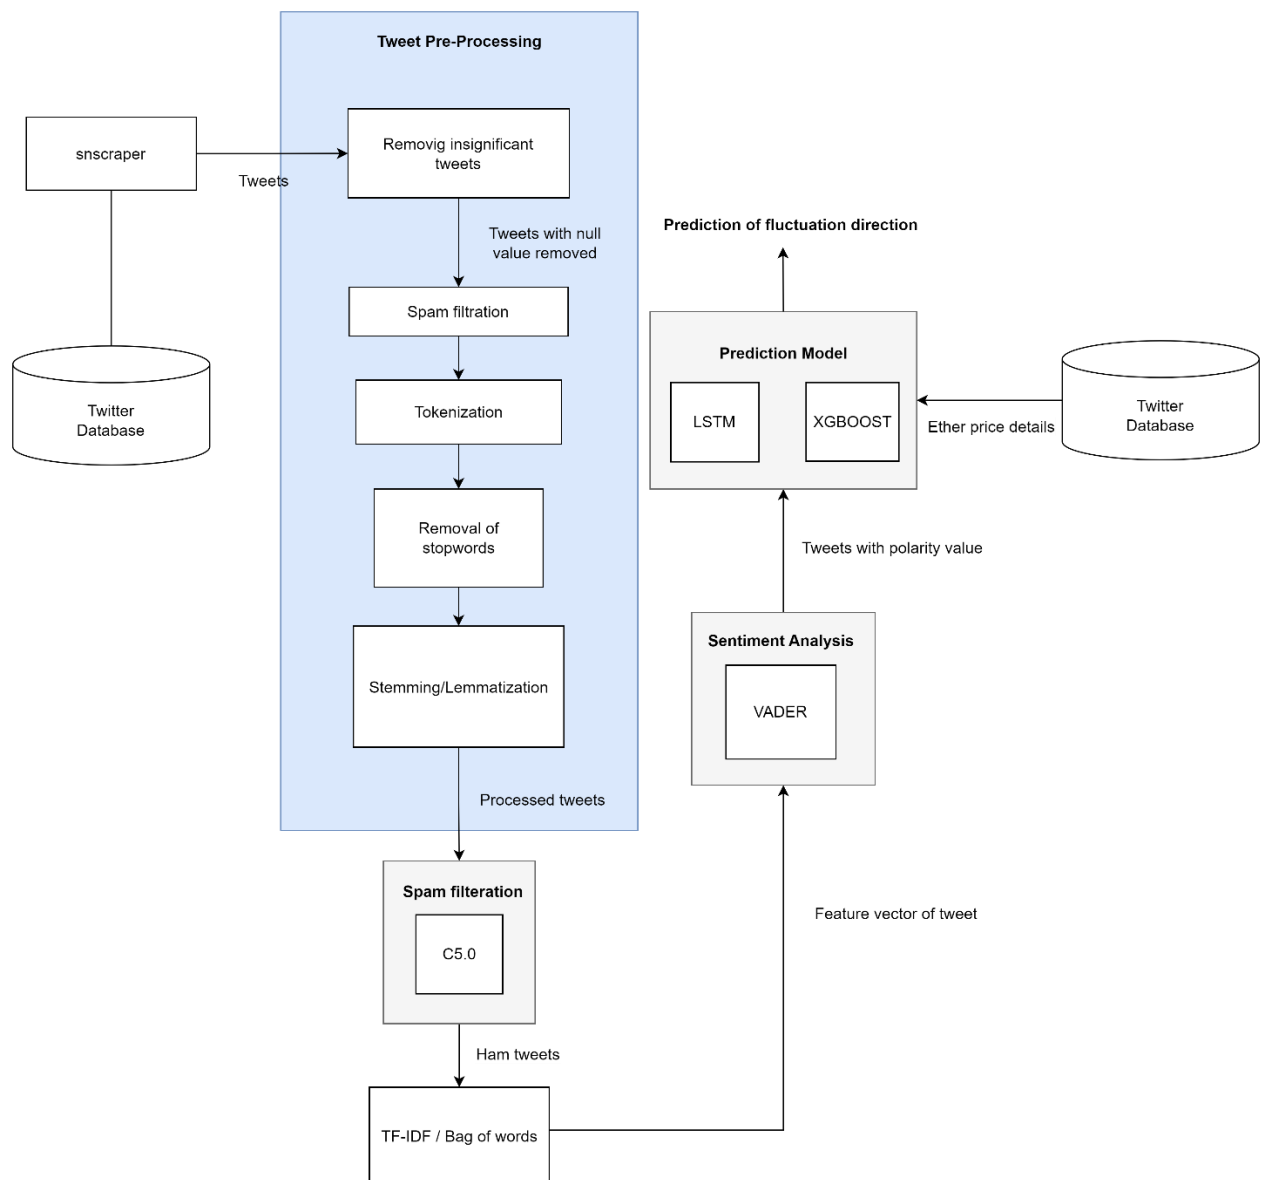 Tweet Pre-Processing
snscraper
Tweets
Removig insignificant
tweets
Tweets with null
value removed
Spam filtration
Tokenization
Removal of
stopwords
Stemming/Lemmatization
Processed tweets
Twitter
Database
Spam filteration
C5.0
Ham tweets
TF-IDF / Bag of words
Feature vector of tweet
Sentiment Analysis
VADER
Tweets with polarity value
Prediction Model
LSTM
XGBOOST
Ether price details
Twitter
Database
Prediction of fluctuation direction